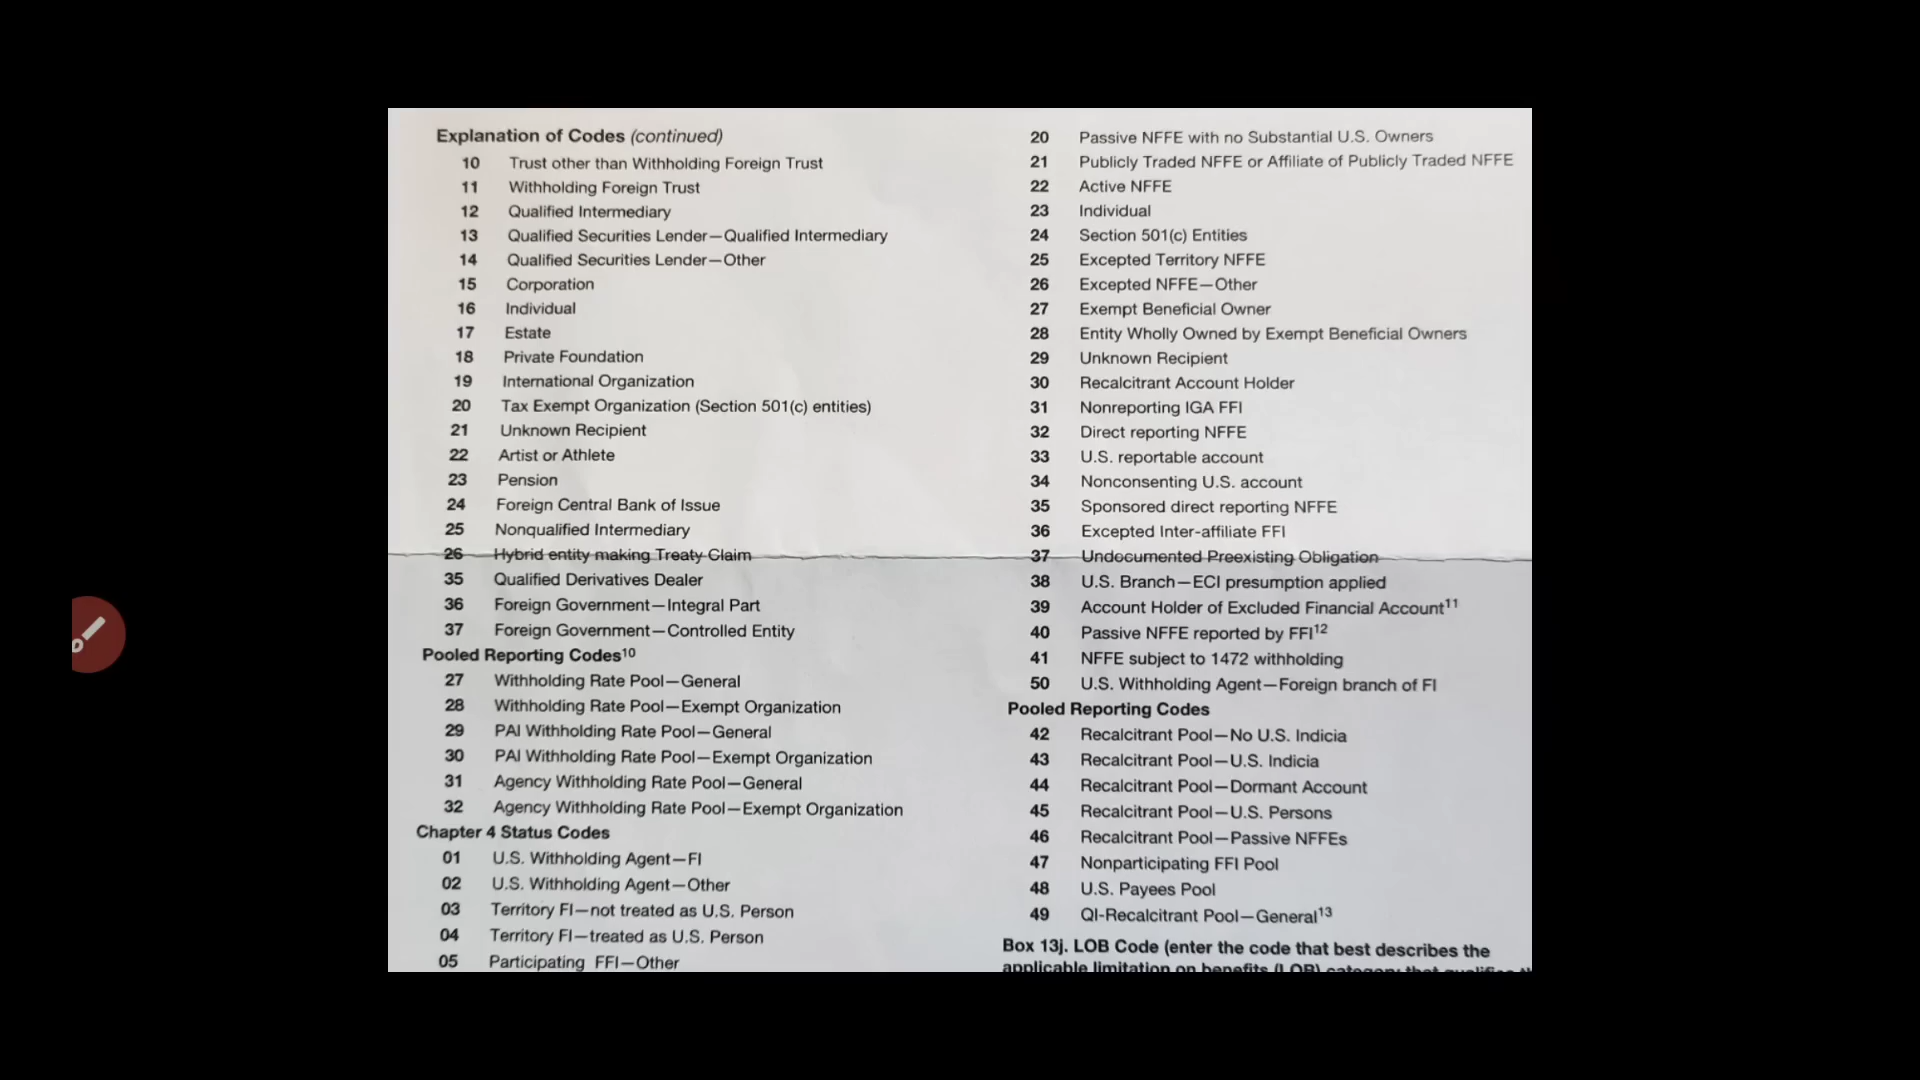 Explanation of Codes (continued)
10 Trust other than Withholding Foreign Trust
11 Withholding Foreign Trust
12 Qualified Intermediary
13 Qualified Securities Lender—Qualified Intermediary
14 Qualified Securities Lender—Other
15 Corporation
16 Individual
17 Estate
18 Private Foundation
19 International Organization
20 Tax Exempt Organization (Section 501(c) entities)
21 Unknown Recipient
22 Artist or Athlete
23 Pension
24 Foreign Central Bank of Issue
25 Nonqualified Intermediary
26 Hybrid entity making Treaty Claim
35 Qualified Derivatives Dealer
36 Foreign Government—Integral Part
37 Foreign Government—Controlled Entity
Pooled Reporting Codes¹⁰
27 Withholding Rate Pool—General
28 Withholding Rate Pool—Exempt Organization
29 PAI Withholding Rate Pool—General
30 PAI Withholding Rate Pool—Exempt Organization
31 Agency Withholding Rate Pool—General
32 Agency Withholding Rate Pool—Exempt Organization
Chapter 4 Status Codes
01 U.S. Withholding Agent—FI
02 U.S. Withholding Agent—Other
03 Territory FI—not treated as U.S. Person
04 Territory FI—treated as U.S. Person
05 Participating FFI—Other
20 Passive NFFE with no Substantial U.S. Owners
21 Publicly Traded NFFE or Affiliate of Publicly Traded NFFE
22 Active NFFE
23 Individual
24 Section 501(c) Entities
25 Excepted Territory NFFE
26 Excepted NFFE—Other
27 Exempt Beneficial Owner
28 Entity Wholly Owned by Exempt Beneficial Owners
29 Unknown Recipient
30 Recalcitrant Account Holder
31 Nonreporting IGA FFI
32 Direct reporting NFFE
33 U.S. reportable account
34 Nonconsenting U.S. account
35 Sponsored direct reporting NFFE
36 Excepted Inter-affiliate FFI
37 Undocumented Preexisting Obligation
38 U.S. Branch—ECI presumption applied
39 Account Holder of Excluded Financial Account¹¹
40 Passive NFFE reported by FFI¹²
41 NFFE subject to 1472 withholding
50 U.S. Withholding Agent—Foreign branch of FI
Pooled Reporting Codes
42 Recalcitrant Pool—No U.S. Indicia
43 Recalcitrant Pool—U.S. Indicia
44 Recalcitrant Pool—Dormant Account
45 Recalcitrant Pool—U.S. Persons
46 Recalcitrant Pool—Passive NFFEs
47 Nonparticipating FFI Pool
48 U.S. Payees Pool
49 QI-Recalcitrant Pool—General¹³
Box 13j. LOB Code (enter the code that best describes the
applicable limitation on benefits (LOB) category that